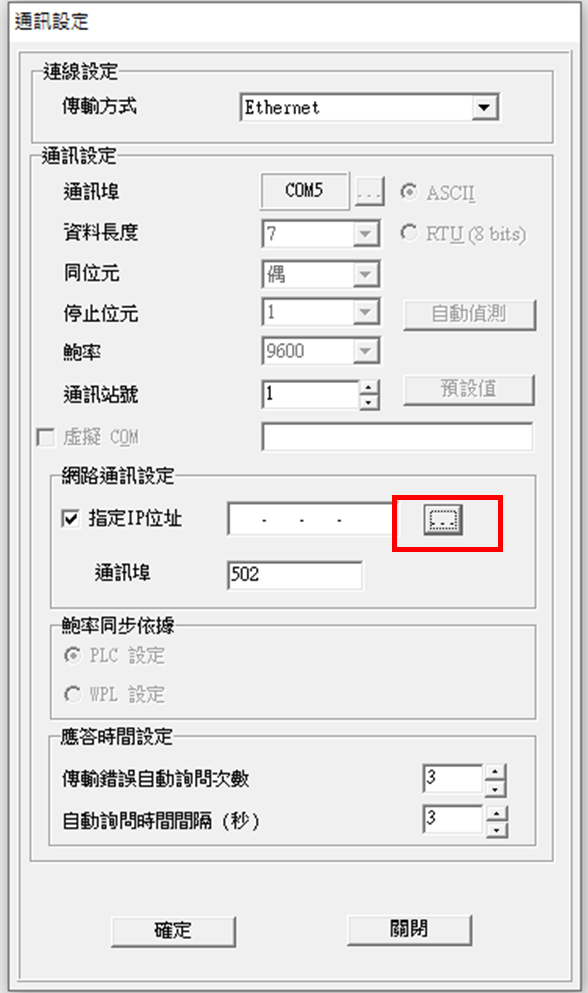 通訊設定
連線設定
傳輸方式 Ethernet
通訊設定
通訊埠 COM5 ... ASCII
資料長度 7 RTU (8 bits)
同位元 偶
停止位元 1 自動偵測
鮑率 9600
通訊站號 1 預設值
虛擬 COM
網路通訊設定
指定IP位址 . . . ...
通訊埠 502
鮑率同步依據
PLC 設定
WPL 設定
應答時間設定
傳輸錯誤自動詢問次數 3
自動詢問時間間隔 (秒) 3
確定 關閉